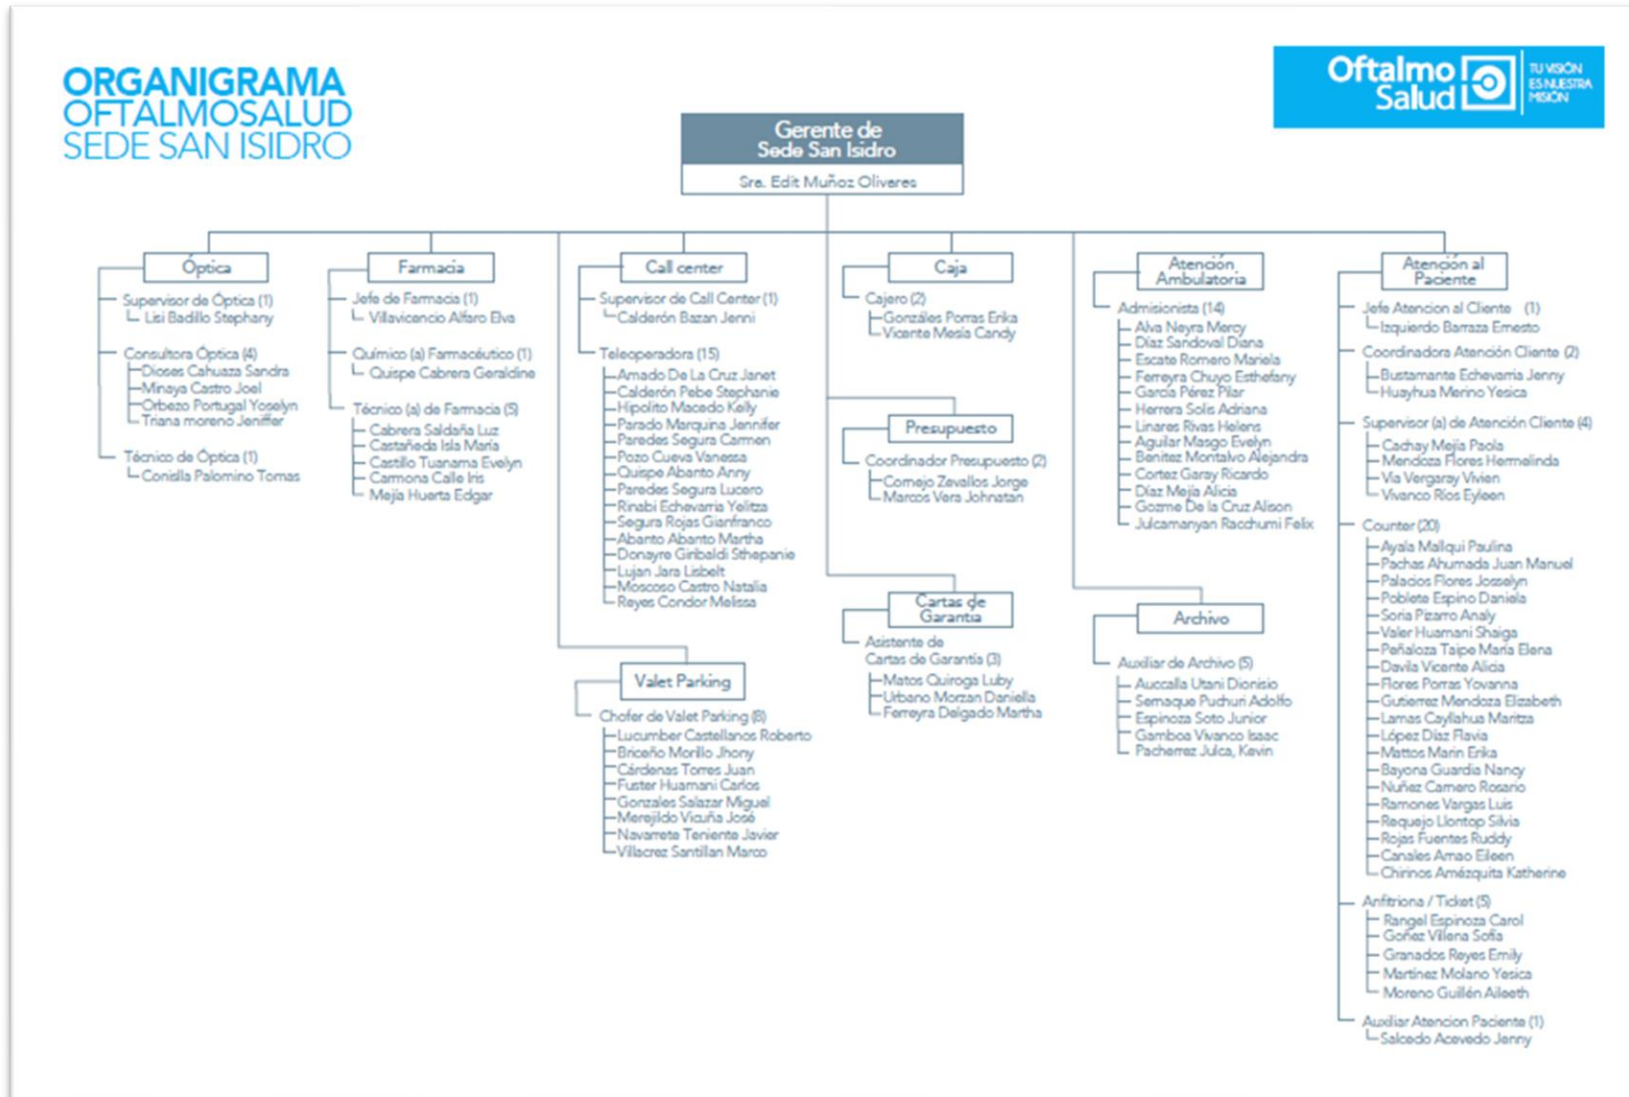 ORGANIGRAMA
OFTALMOSALUD
SEDE SAN ISIDRO
Oftalmo
Salud
TU VISIÓN
ES NUESTRA
MISIÓN
Gerente de
Sede San Isidro
Sra. Edit Muñoz Olivares
Óptica
Supervisor de Óptica (1)
Lisi Badillo Stephany
Consultora Óptica (4)
Dioses Cahuaza Sandra
Minaya Castro Joel
Orbezo Portugal Yoselyn
Triana moreno Jeniffer
Técnico de Óptica (1)
Conislla Palomino Tomas
Farmacia
Jefe de Farmacia (1)
Villavicencio Alfaro Elva
Químico (a) Farmacéutico (1)
Quispe Cabrera Geraldine
Técnico (a) de Farmacia (5)
Cabrera Saldaña Luz
Castañeda Isla María
Castillo Tuanama Evelyn
Carmona Calle Iris
Mejía Huerta Edgar
Call center
Supervisor de Call Center (1)
Calderón Bazan Jenni
Teleoperadora (15)
Amado De La Cruz Janet
Calderón Pebe Stephanie
Hipolito Macedo Kelly
Parado Marquina Jennifer
Paredes Segura Carmen
Pozo Cueva Vanessa
Quispe Abanto Anny
Paredes Segura Lucero
Rinabi Echevarria Yelitza
Segura Rojas Gianfranco
Abanto Abanto Martha
Donayre Giribaldi Sthepanie
Lujan Jara Lisbelt
Moscoso Castro Natalia
Reyes Condor Melissa
Valet Parking
Chofer de Valet Parking (8)
Lucumber Castellanos Roberto
Briceño Morillo Jhony
Cárdenas Torres Juan
Fuster Huamani Carlos
Gonzales Salazar Miguel
Merejildo Vicuña José
Navarrete Teniente Javier
Villacrez Santillan Marco
Caja
Cajero (2)
Gonzáles Porras Erika
Vicente Mesía Candy
Presupuesto
Coordinador Presupuesto (2)
Cornejo Zevallos Jorge
Marcos Vera Johnatan
Cartas de
Garantía
Asistente de
Cartas de Garantía (3)
Matos Quiroga Luby
Urbano Morzan Daniella
Ferreyra Delgado Martha
Atención
Ambulatoria
Admisionista (14)
Alva Neyra Mercy
Díaz Sandoval Diana
Escate Romero Mariela
Ferreyra Chuyo Esthefany
García Pérez Pilar
Herrera Solis Adriana
Linares Rivas Helens
Aguilar Masgo Evelyn
Benitez Montalvo Alejandra
Cortez Garay Ricardo
Díaz Mejía Alicia
Gozme De la Cruz Alison
Julcamanyan Racchumi Felix
Archivo
Auxiliar de Archivo (5)
Auccalla Utani Dionisio
Semaque Puchuri Adolfo
Espinoza Soto Junior
Gamboa Vivanco Isaac
Pacherrez Julca, Kevin
Atención al
Paciente
Jefe Atencion al Cliente (1)
Izquierdo Barraza Ernesto
Coordinadora Atención Cliente (2)
Bustamante Echevarria Jenny
Huayhua Merino Yesica
Supervisor (a) de Atención Cliente (4)
Cachay Mejía Paola
Mendoza Flores Hermelinda
Via Vergaray Vivien
Vivanco Ríos Eyleen
Counter (20)
Ayala Mallqui Paulina
Pachas Ahumada Juan Manuel
Palacios Flores Josselyn
Poblete Espino Daniela
Soria Pizarro Analy
Valer Huamani Shaiga
Peñaloza Taipe María Elena
Davila Vicente Alicia
Flores Porras Yovanna
Gutierrez Mendoza Elizabeth
Lamas Cayllahua Maritza
López Díaz Flavia
Mattos Marin Erika
Bayona Guardia Nancy
Nuñez Camero Rosario
Ramones Vargas Luis
Requejo Llontop Silvia
Rojas Fuentes Ruddy
Canales Amao Eileen
Chirinos Amézquita Katherine
Anfitriona / Ticket (5)
Rangel Espinoza Carol
Goñez Villena Sofía
Granados Reyes Emily
Martínez Molano Yesica
Moreno Guillén Aileeth
Auxiliar Atencion Paciente (1)
Salcedo Acevedo Jenny